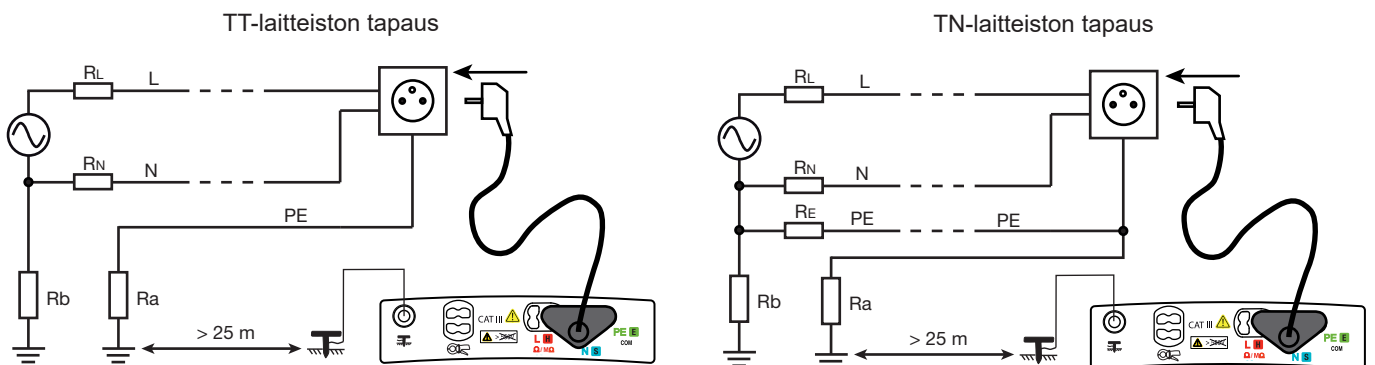 TT-laitteiston tapaus
RL
L
RN
N
PE
Rb
Ra
> 25 m
CAT III
L H
Ω/MΩ
N S
PE E
COM
TN-laitteiston tapaus
RL
L
RN
N
RE
PE
PE
Rb
Ra
> 25 m
CAT III
L H
Ω/MΩ
N S
PE E
COM